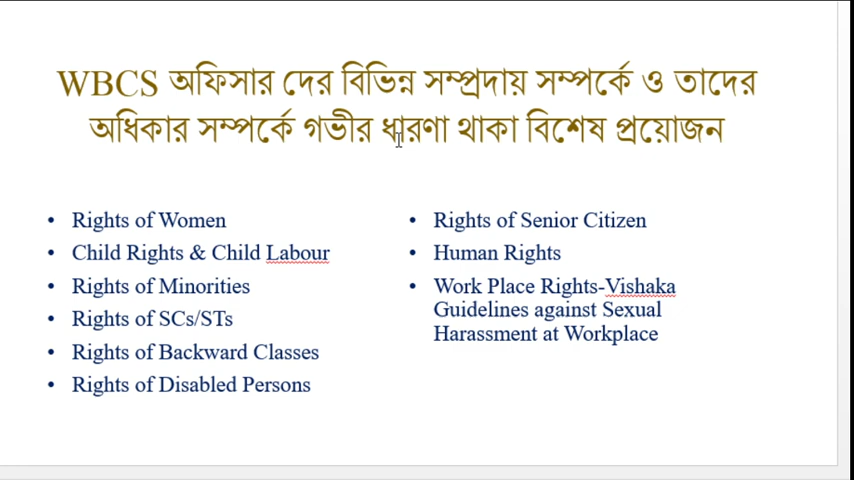 WBCS অফিসার দের বিভিন্ন সম্প্রদায় সম্পর্কে ও তাদের
অধিকার সম্পর্কে গভীর ধারণা থাকা বিশেষ প্রয়োজন
• Rights of Women
• Child Rights & Child Labour
• Rights of Minorities
• Rights of SCs/STs
• Rights of Backward Classes
• Rights of Disabled Persons
• Rights of Senior Citizen
• Human Rights
• Work Place Rights-Vishaka
Guidelines against Sexual
Harassment at Workplace